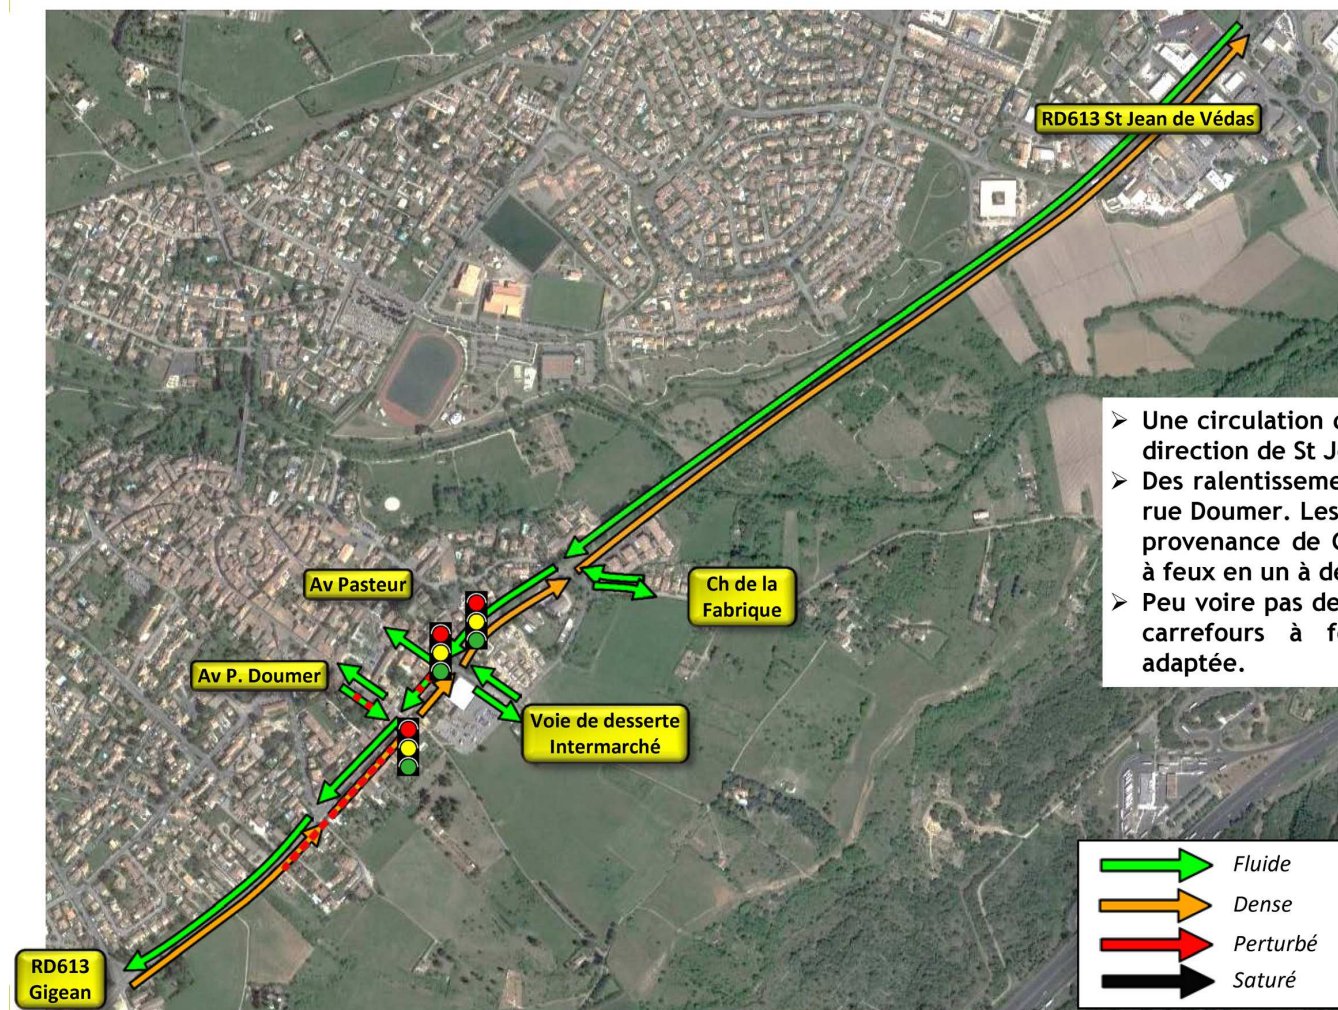 RD613 St Jean de Védas
Une circulation
direction de St
Des
rue Doumer. Les
provenance de
à feux en un à
Peu voire pas
carrefours à
adaptée.
Av Pasteur
Ch de la
Fabrique
Av P. Doumer
Voie de desserte
Intermarché
RD613
Gigean
Fluide
Dense
Perturbé
Saturé